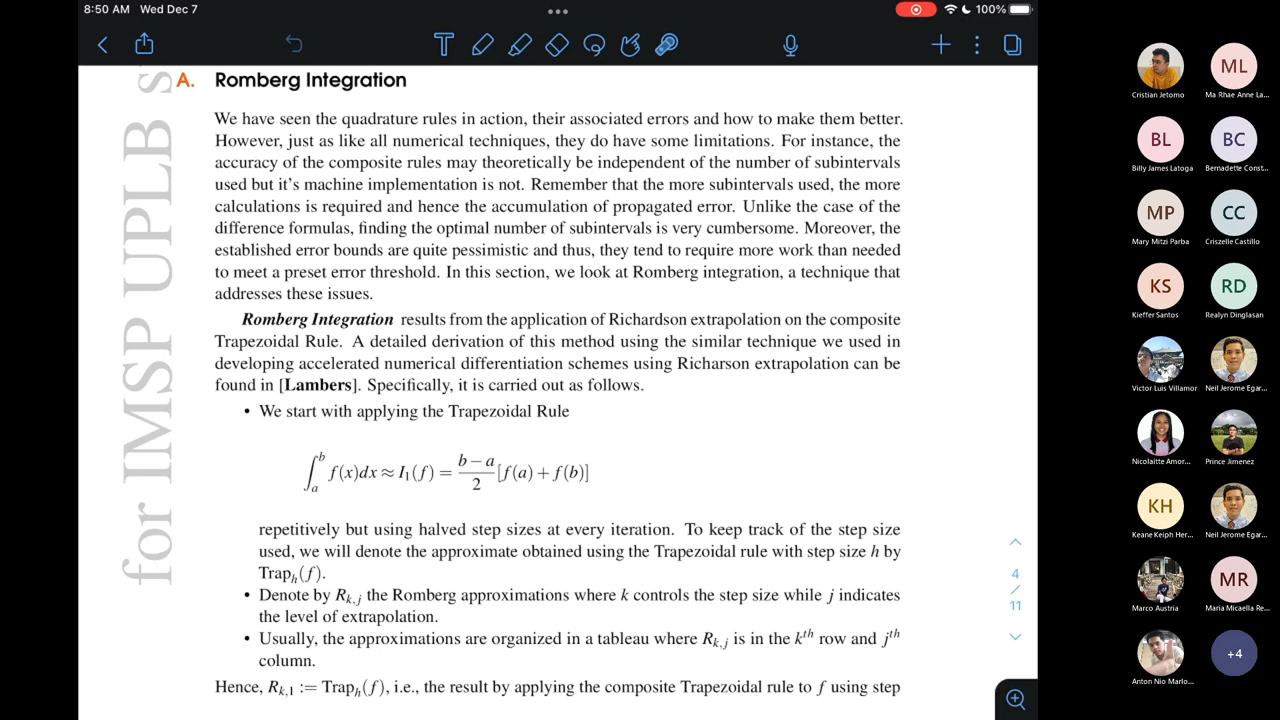 8:50 AM Wed Dec 7
100%
A. Romberg Integration
We have seen the quadrature rules in action, their associated errors and how to make them better.
However, just as like all numerical techniques, they do have some limitations. For instance, the
accuracy of the composite rules may theoretically be independent of the number of subintervals
used but it's machine implementation is not. Remember that the more subintervals used, the more
calculations is required and hence the accumulation of propagated error. Unlike the case of the
difference formulas, finding the optimal number of subintervals is very cumbersome. Moreover, the
established error bounds are quite pessimistic and thus, they tend to require more work than needed
to meet a preset error threshold. In this section, we look at Romberg integration, a technique that
addresses these issues.
Romberg Integration results from the application of Richardson extrapolation on the composite
Trapezoidal Rule. A detailed derivation of this method using the similar technique we used in
developing accelerated numerical differentiation schemes using Richarson extrapolation can be
found in [Lambers]. Specifically, it is carried out as follows.
• We start with applying the Trapezoidal Rule
∫_a^b f(x)dx ≈ I₁(f) = (b−a)/2 [f(a)+f(b)]
repetitively but using halved step sizes at every iteration. To keep track of the step size
used, we will denote the approximate obtained using the Trapezoidal rule with step size h by
Trap_h(f).
• Denote by R_{k,j} the Romberg approximations where k controls the step size while j indicates
the level of extrapolation.
• Usually, the approximations are organized in a tableau where R_{k,j} is in the k^{th} row and j^{th}
column.
Hence, R_{k,1} := Trap_h(f), i.e., the result by applying the composite Trapezoidal rule to f using step
for IMSP UPLB S
4
/
11
Cristian Jetomo
ML
Ma Rhae Anne La...
BL
Billy James Latoga
BC
Bernadette Const...
MP
Mary Mitzi Parba
CC
Criszelle Castillo
KS
Kieffer Santos
RD
Realyn Dinglasan
Victor Luis Villamor
Neil Jerome Egar...
Nicolaitte Amor...
Prince Jimenez
KH
Keane Keiph Her...
Neil Jerome Egar...
Marco Austria
MR
Maria Micaella Re...
Anton Nio Marlo...
+4